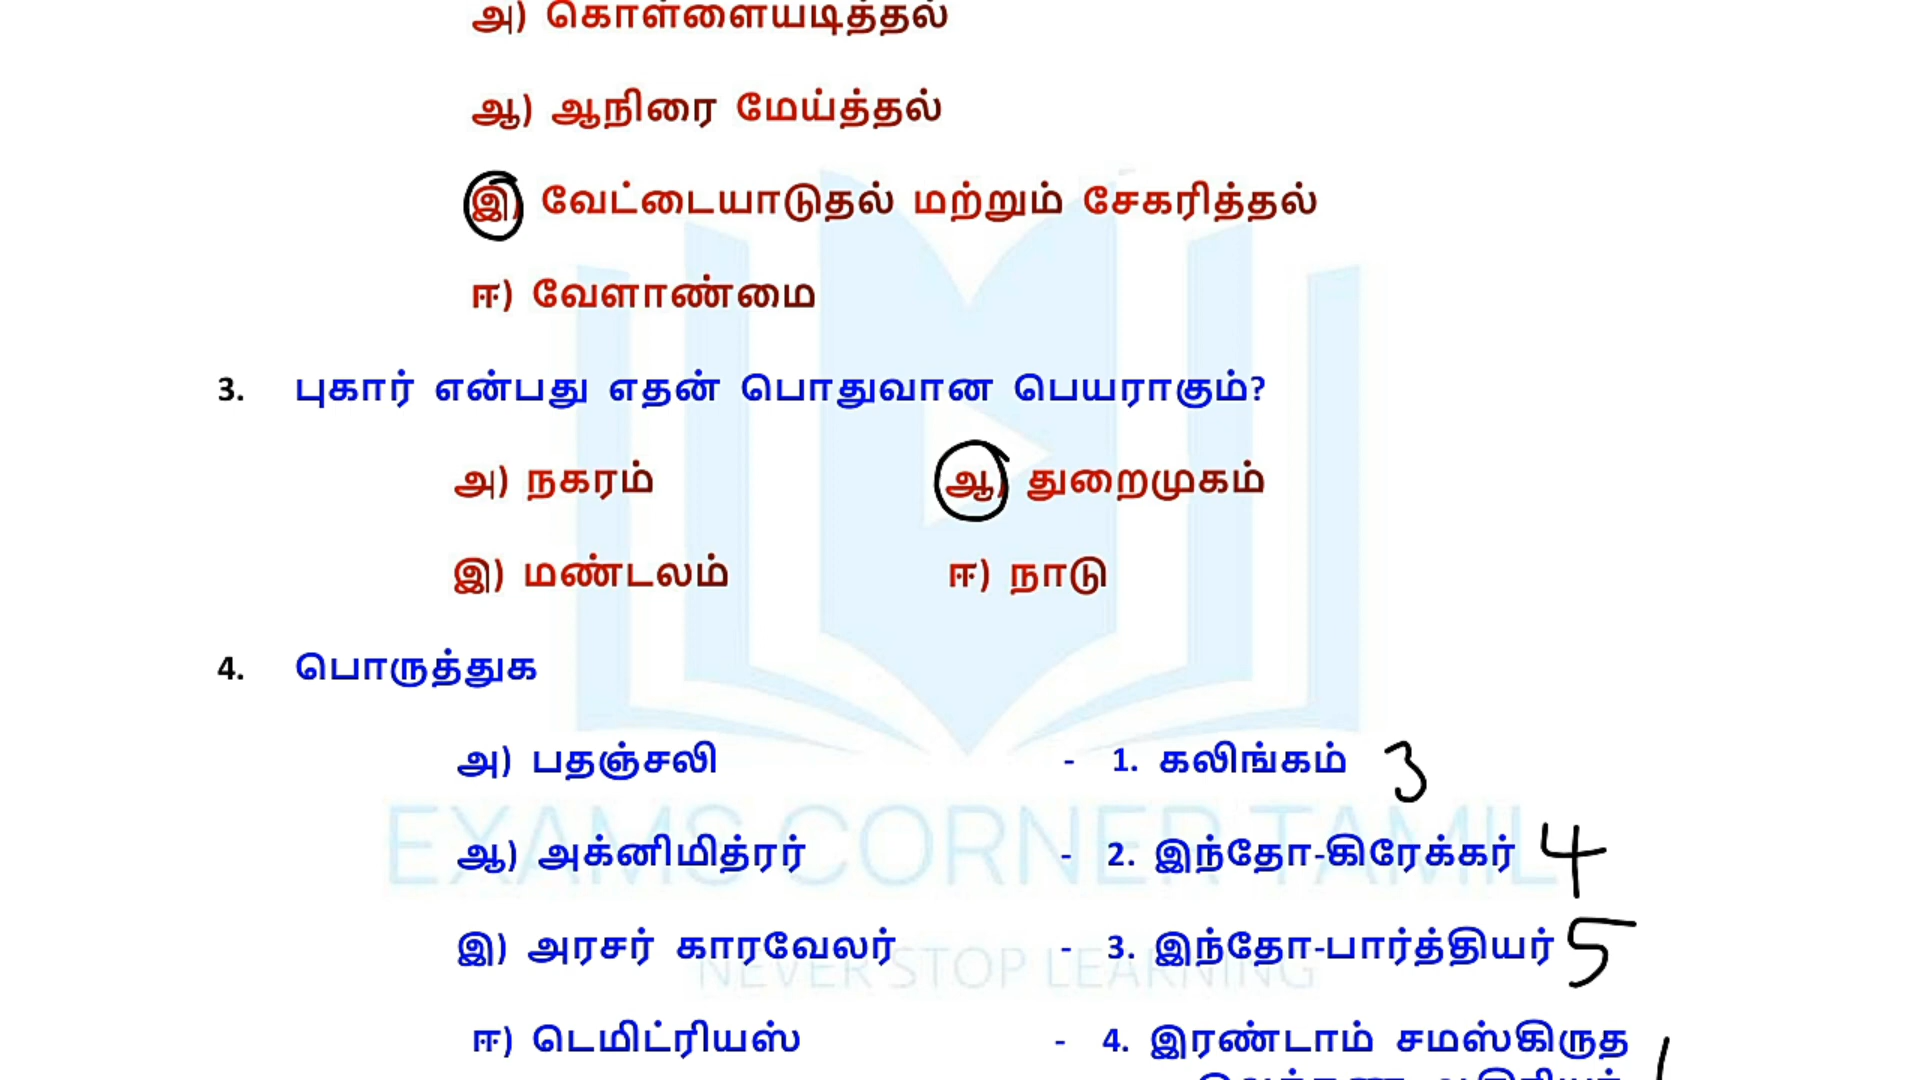 அ) கொள்ளையடித்தல்
ஆ) ஆநிரை மேய்த்தல்
இ) வேட்டையாடுதல் மற்றும் சேகரித்தல்
ஈ) வேளாண்மை
3. புகார் என்பது எதன் பொதுவான பெயராகும்?
அ) நகரம் ஆ) துறைமுகம்
இ) மண்டலம் ஈ) நாடு
4. பொருத்துக
அ) பதஞ்சலி - 1. கலிங்கம் 3
ஆ) அக்னிமித்ரர் - 2. இந்தோ-கிரேக்கர் 4
இ) அரசர் காரவேலர் - 3. இந்தோ-பார்த்தியர் 5
ஈ) டெமிட்ரியஸ் - 4. இரண்டாம் சமஸ்கிருத
EXAMS CORNER TAMIL
NEVER STOP LEARNING